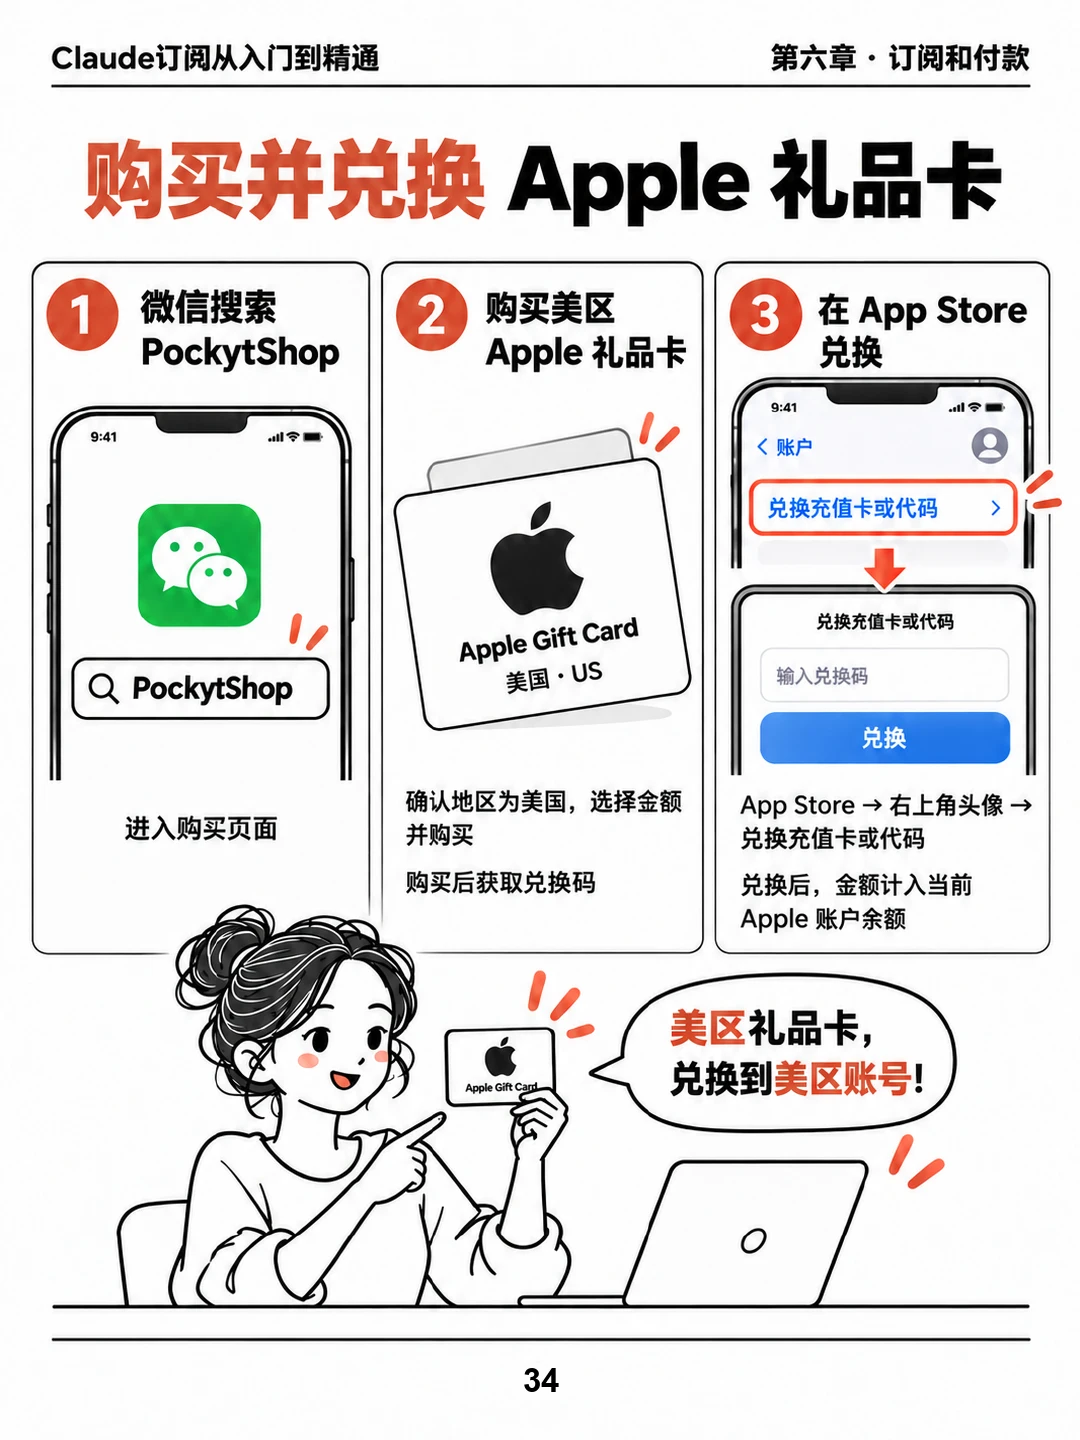 Claude订阅从入门到精通
第六章 · 订阅和付款
购买并兑换 Apple 礼品卡
1
微信搜索
PockytShop
9:41
PockytShop
进入购买页面
2
购买美区
Apple 礼品卡
Apple Gift Card
美国 · US
确认地区为美国，选择金额
并购买
购买后获取兑换码
3
在 App Store
兑换
9:41
账户
兑换充值卡或代码
兑换充值卡或代码
输入兑换码
兑换
App Store → 右上角头像 →
兑换充值卡或代码
兑换后，金额计入当前
Apple 账户余额
Apple Gift Card
美区礼品卡，
兑换到美区账号！
34